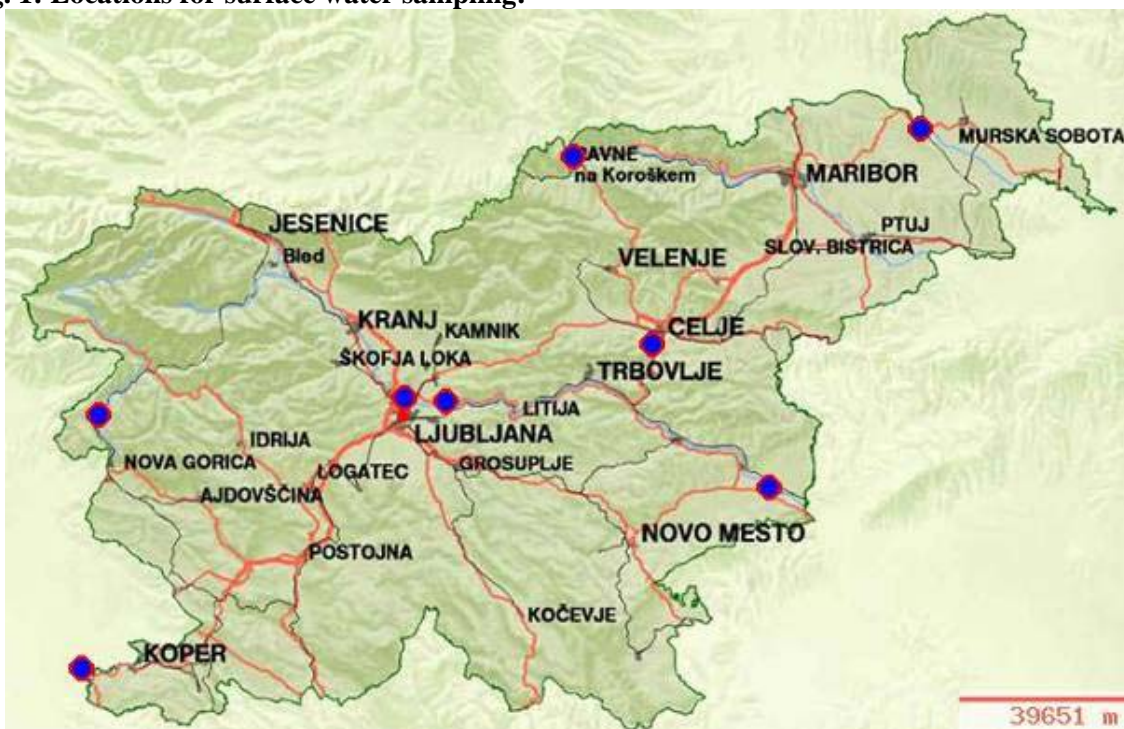 1. Locations for surface water sampling.
MURSKA SOBOTA
na Koroškem
MARIBOR
JESENICE
PTUJ
Bled
VELENJE
SLOV. BISTRICA
KRANJ
KAMNIK
CELJE
ŠKOFJA LOKA
TRBOVLJE
LITIJA
LJUBLJANA
IDRIJA
NOVA GORICA
LOGATEC
GROSUPLJE
AJDOVŠČINA
NOVO MESTO
POSTOJNA
KOČEVJE
KOPER
39651 m